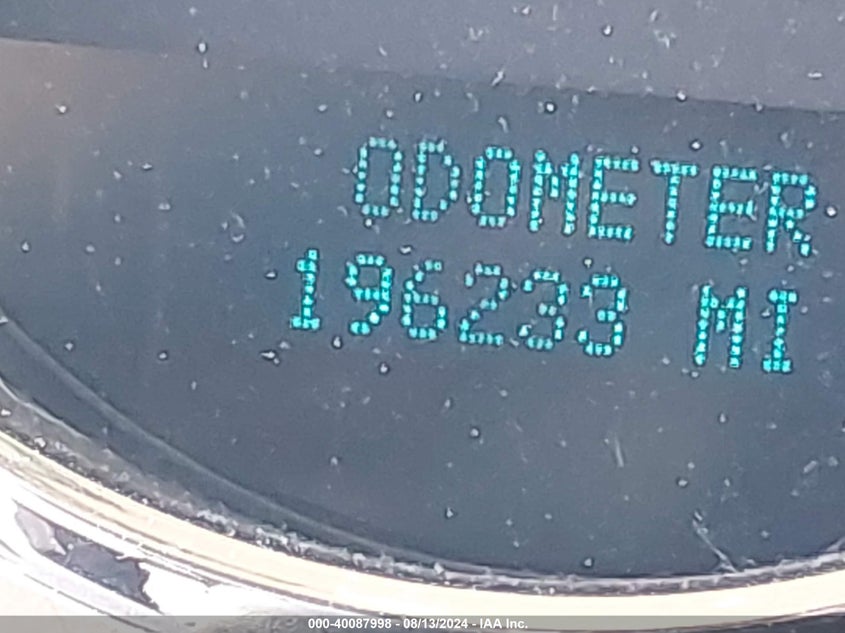 ODOMETER
196233 MI
000-40087998 - 08/13/2024 - IAA Inc.